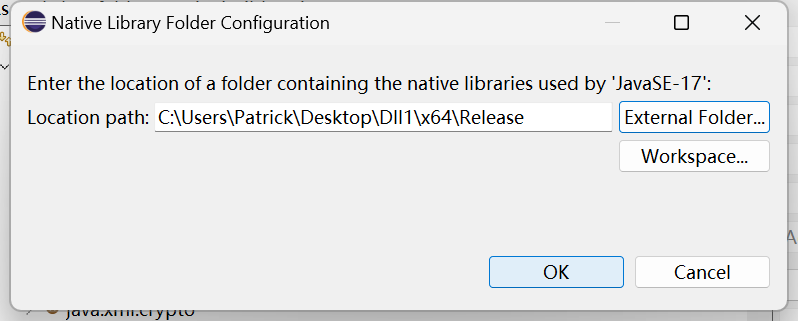 Native Library Folder Configuration
Enter the location of a folder containing the native libraries used by 'JavaSE-17':
Location path: C:\Users\Patrick\Desktop\Dll1\x64\Release External Folder...
Workspace...
OK Cancel
java.xml.crypto